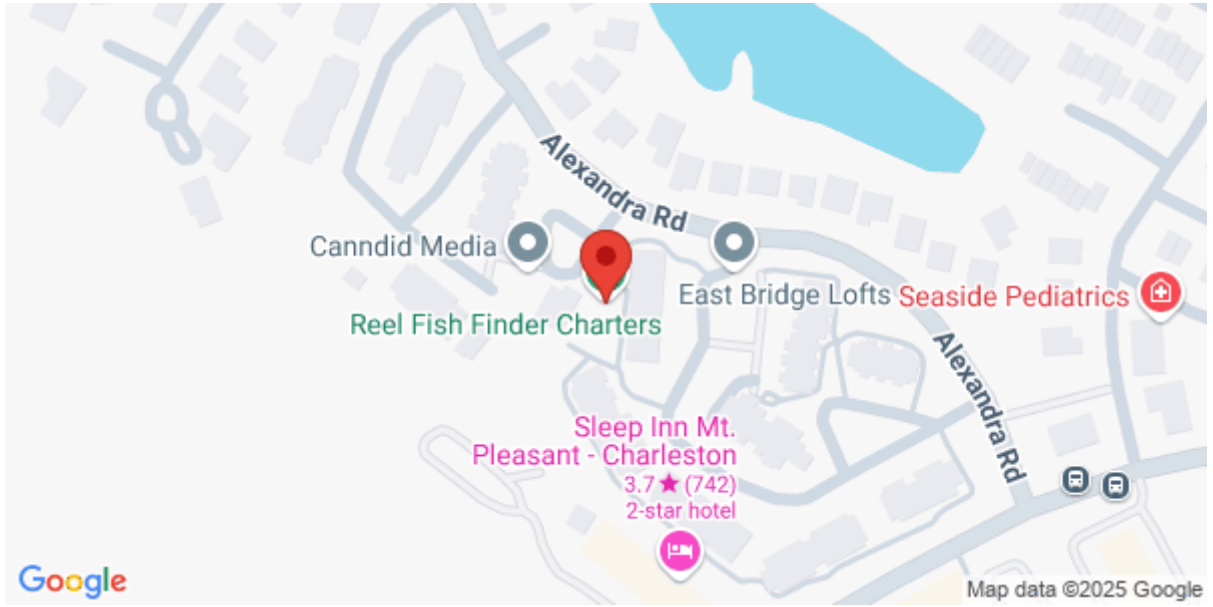 Alexandra Rd
Canndid Media
East Bridge Lofts
Seaside Pediatrics
Reel Fish Finder Charters
Alexandra Rd
Sleep Inn Mt.
Pleasant - Charleston
3.7 ★ (742)
2-star hotel
Google
Map data ©2025 Google